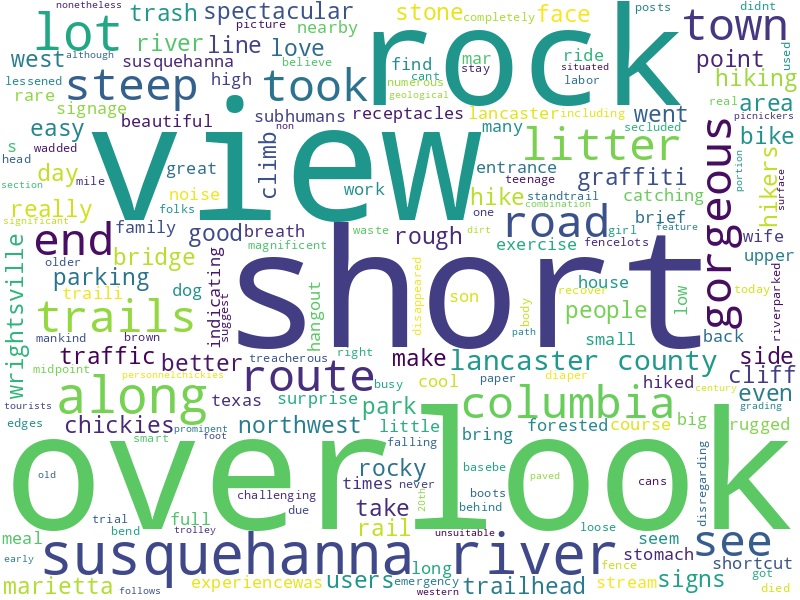 nonetheless trash spectacular stone completely face posts didnt
lot picture nearby although
west river line love rock town
susquehanna believe find mar ride situated used
lessened steep took stay labor point
rare high cant numerous geological hiking
signage beautiful subhumans receptacles lancaster including real area
easy view many went secluded picnickers
s wadded climb litter bike
head non
section mile great entrance graffiti portion
day work teenage hike standtrail catching gorgeous hikers surface
really noise folks combination
significant family waste one girl brief wife
end good breath road feature
older bridge magnificent rough dirt exercise fencelots upper
parking indicating suggest short house
traili dog hangout disappeared son body recover low today riverparked
wrightsville trails people
mankind brown treacherous small back
traffic better right path side
midpoint make lancaster county
personnelchickies route busy cool paper diaper hiked century cliff
tourists along texas surprise columbia even
edges chickies smart prominent park course big grading
northwest little forested rugged
foot falling bring
overlook
old rocky basebe
challenging times never cans disregarding
trial due take 20th paved boots loose
meal full behind
bend trolley rail unsuitable seem see
susquehanna river stomach
early long fence shortcut
marietta experiencewas users emergency trailhead stream signs got
follows western died